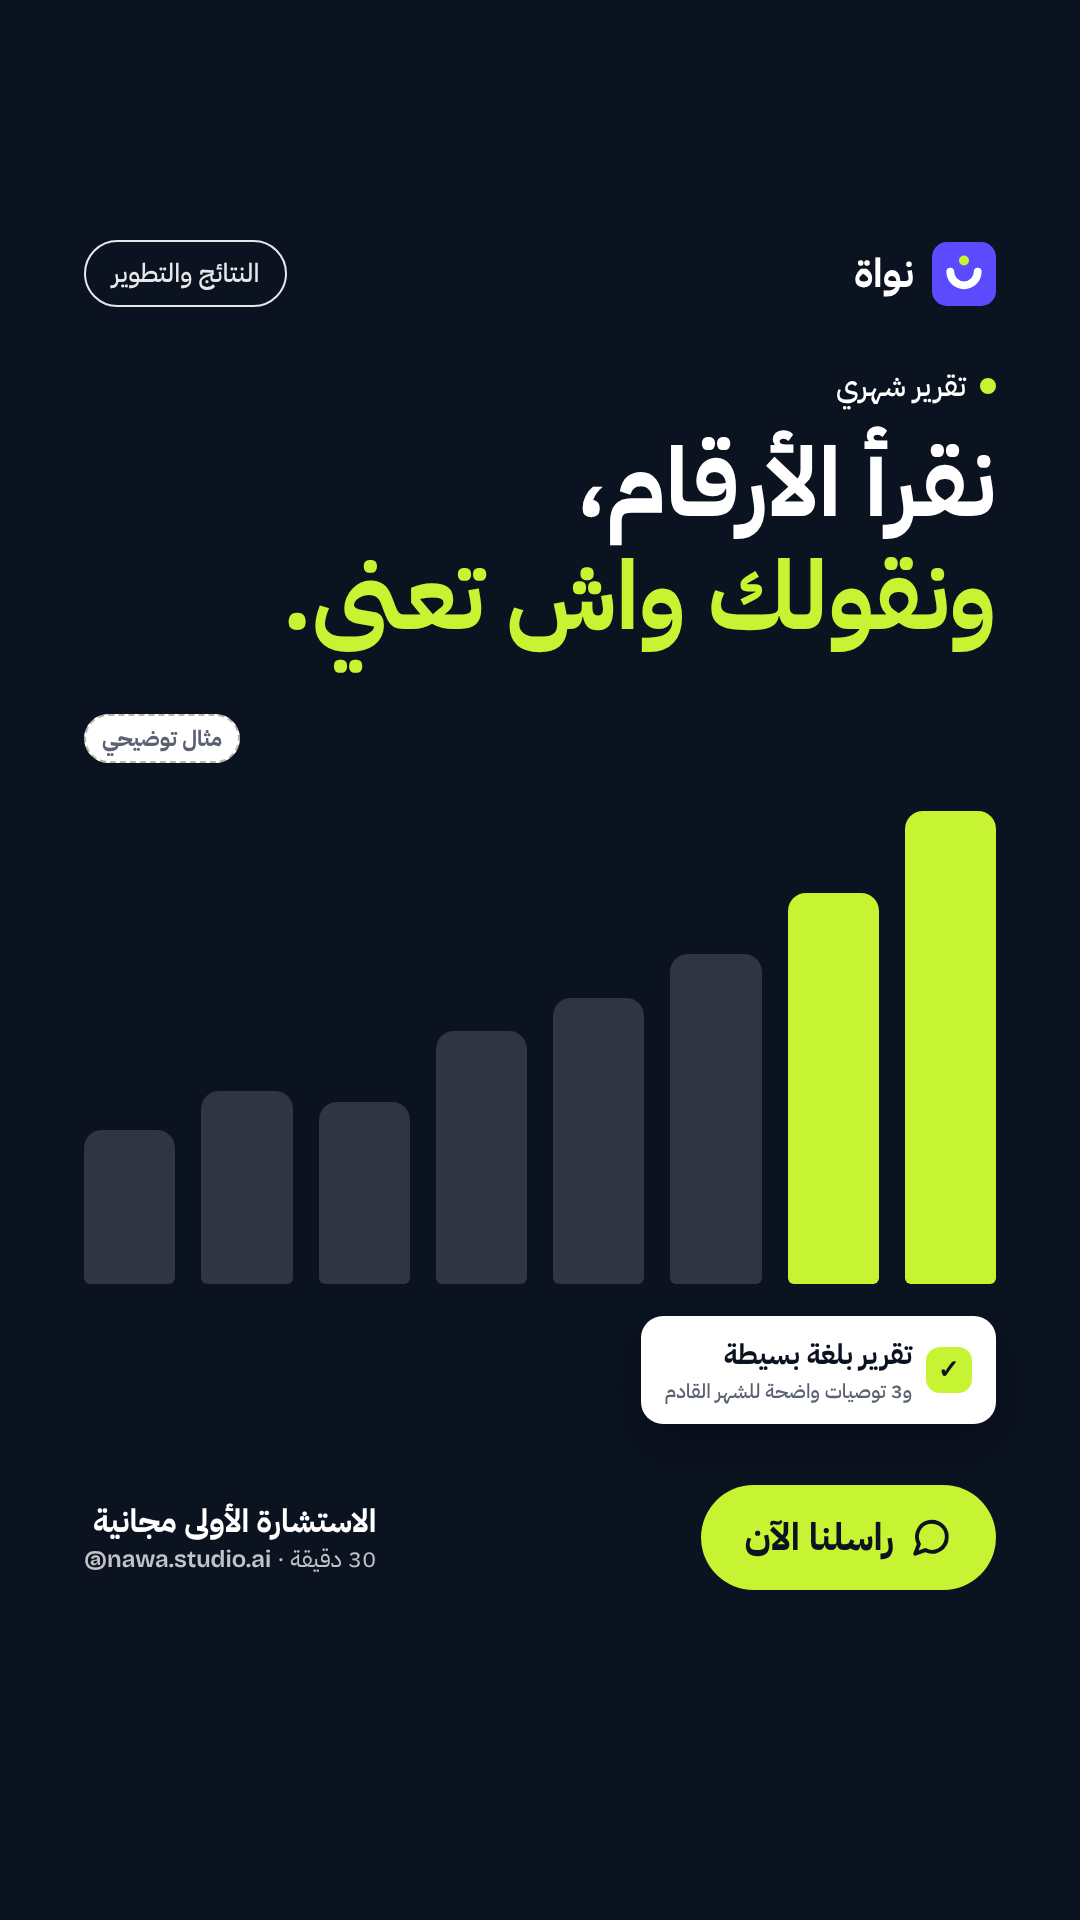 نواة
النتائج والتطوير
تقرير شهري
نقرأ الأرقام،
ونقولك واش تعني.
مثال توضيحي
تقرير بلغة بسيطة
و3 توصيات واضحة للشهر القادم
راسلنا الآن
الاستشارة الأولى مجانية
30 دقيقة · @nawa.studio.ai